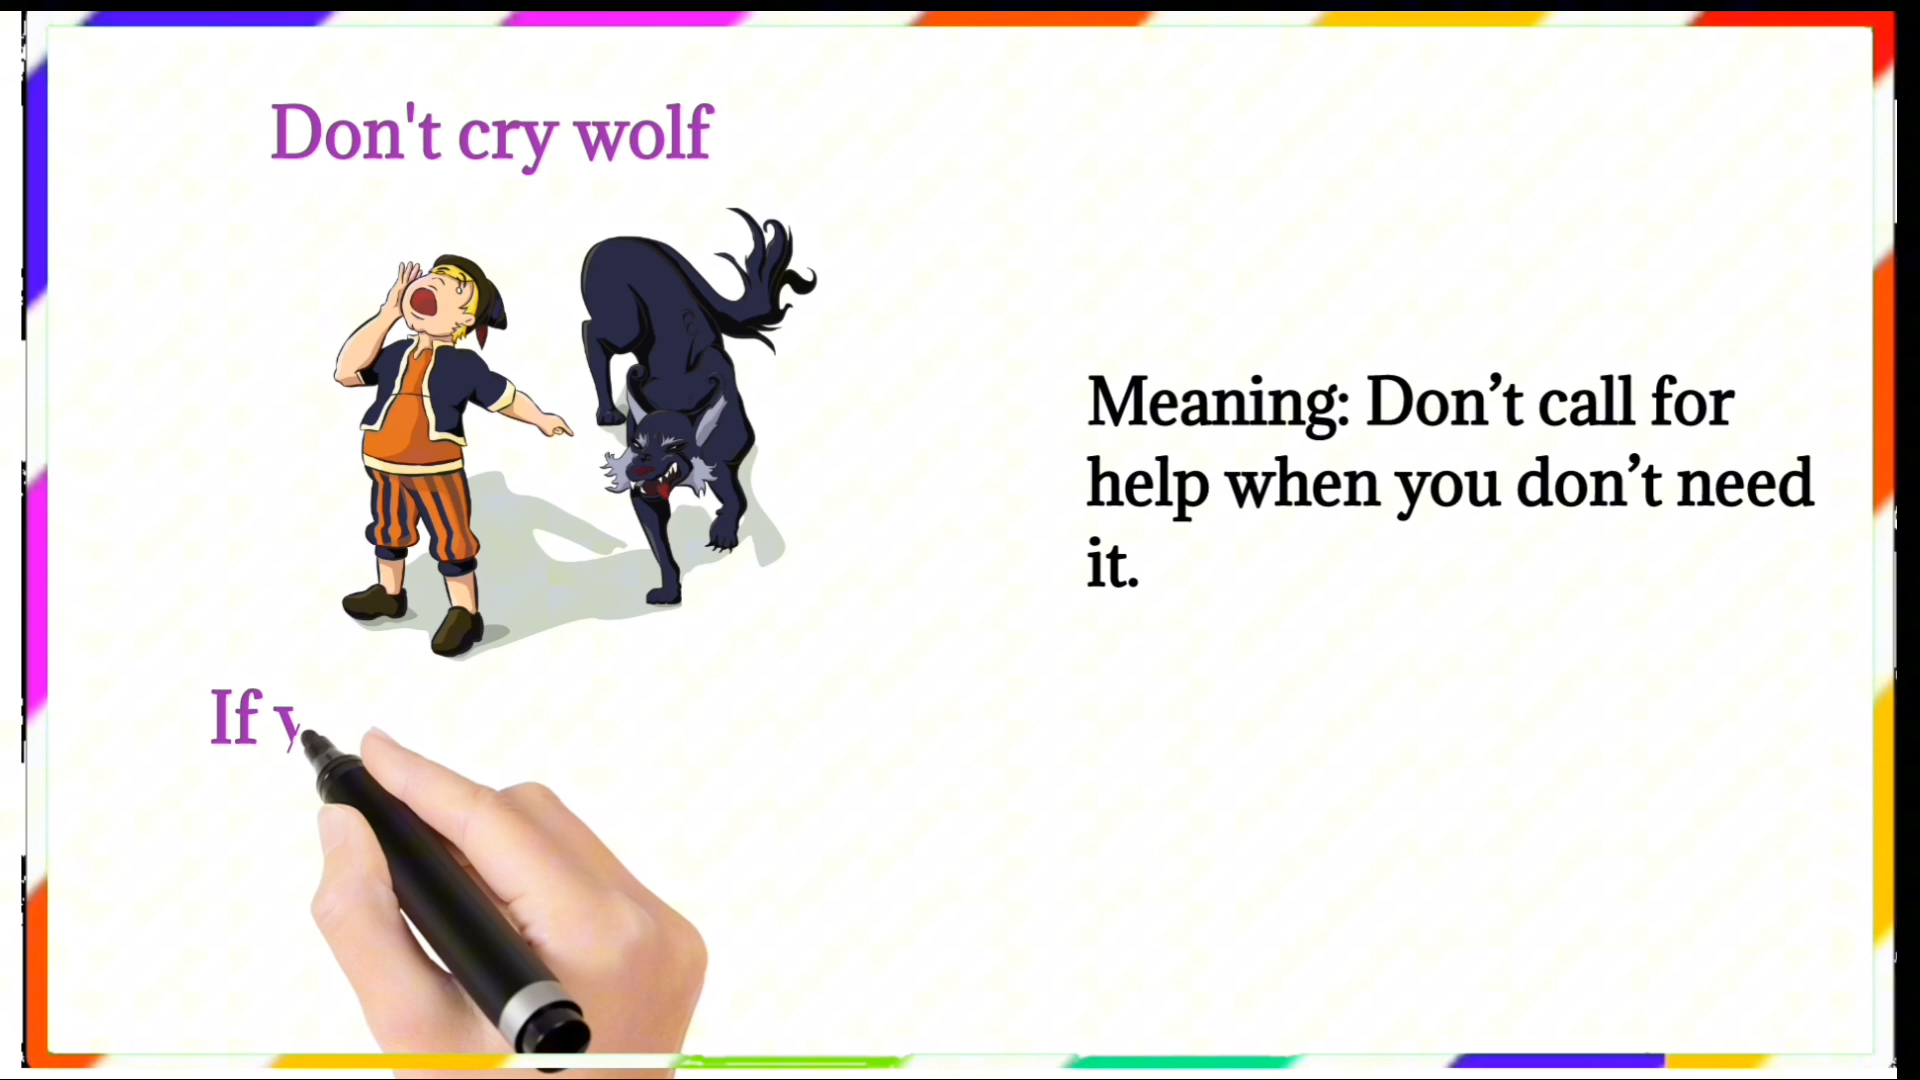 Don't cry wolf
Meaning: Don’t call for
help when you don’t need
it.
If